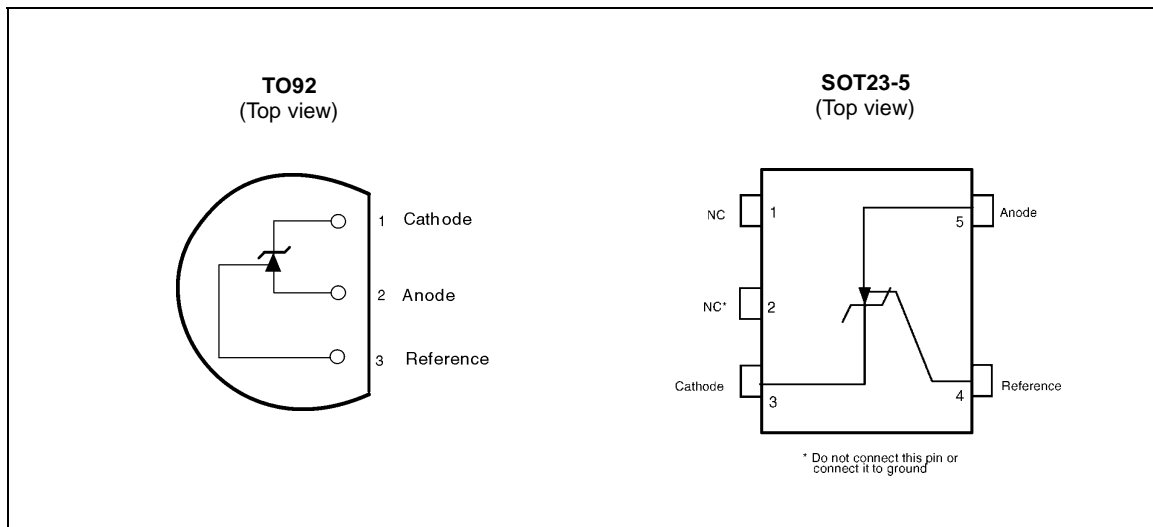 TO92
(Top view)
1 Cathode
2 Anode
3 Reference
SOT23-5
(Top view)
NC 1
5 Anode
NC* 2
Cathode 3
4 Reference
* Do not connect this pin or
connect it to ground